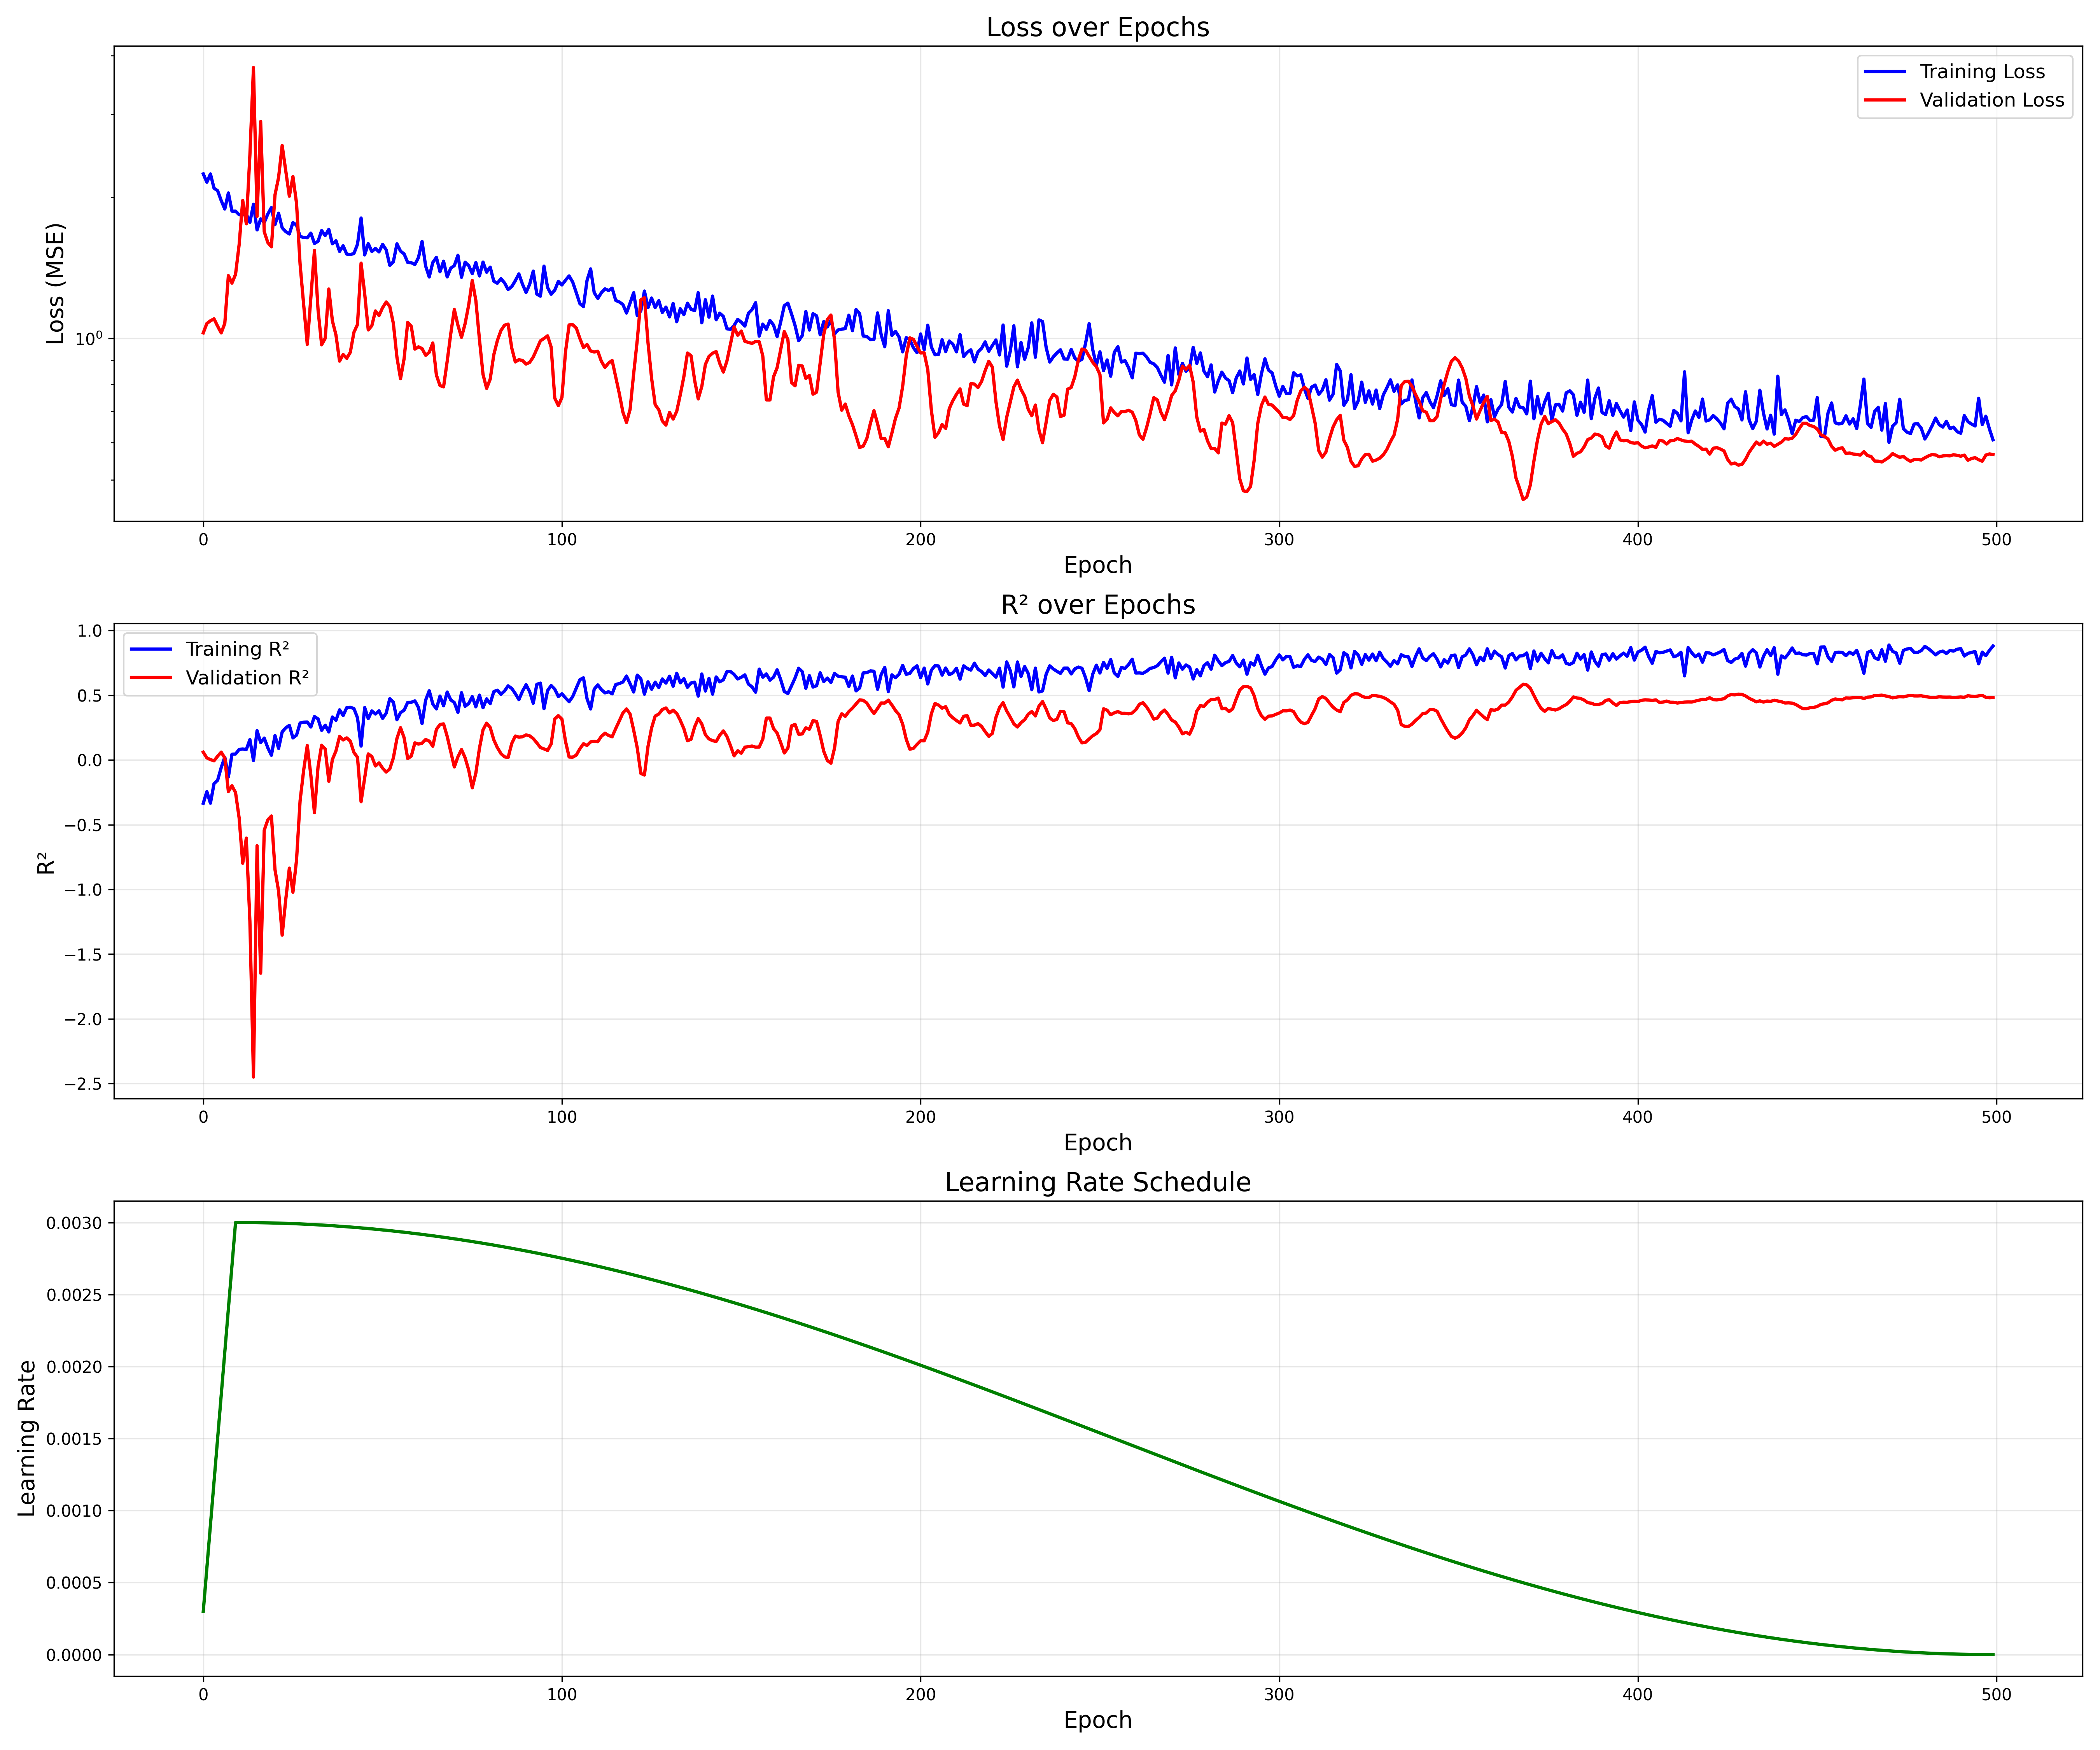 Loss over Epochs
Training Loss
Validation Loss
Loss (MSE)
10⁰
0 100 200 300 400 500
Epoch
R² over Epochs
Training R²
Validation R²
R²
1.0
0.5
0.0
−0.5
−1.0
−1.5
−2.0
−2.5
0 100 200 300 400 500
Epoch
Learning Rate Schedule
Learning Rate
0.0030
0.0025
0.0020
0.0015
0.0010
0.0005
0.0000
0 100 200 300 400 500
Epoch